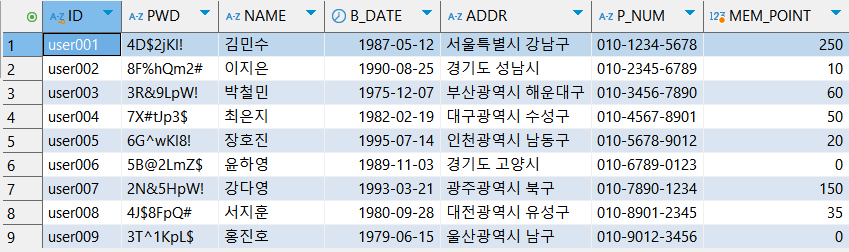 A-Z ID A-Z PWD A-Z NAME B_DATE A-Z ADDR A-Z P_NUM 123 MEM_POINT
1 user001 4D$2jKl! 김민수 1987-05-12 서울특별시 강남구 010-1234-5678 250
2 user002 8F%hQm2# 이지은 1990-08-25 경기도 성남시 010-2345-6789 10
3 user003 3R&9LpW! 박철민 1975-12-07 부산광역시 해운대구 010-3456-7890 60
4 user004 7X#tJp3$ 최은지 1982-02-19 대구광역시 수성구 010-4567-8901 50
5 user005 6G^wKl8! 장호진 1995-07-14 인천광역시 남동구 010-5678-9012 20
6 user006 5B@2LmZ$ 윤하영 1989-11-03 경기도 고양시 010-6789-0123 0
7 user007 2N&5HpW! 강다영 1993-03-21 광주광역시 북구 010-7890-1234 150
8 user008 4J$8FpQ# 서지훈 1980-09-28 대전광역시 유성구 010-8901-2345 35
9 user009 3T^1KpL$ 홍진호 1979-06-15 울산광역시 남구 010-9012-3456 0